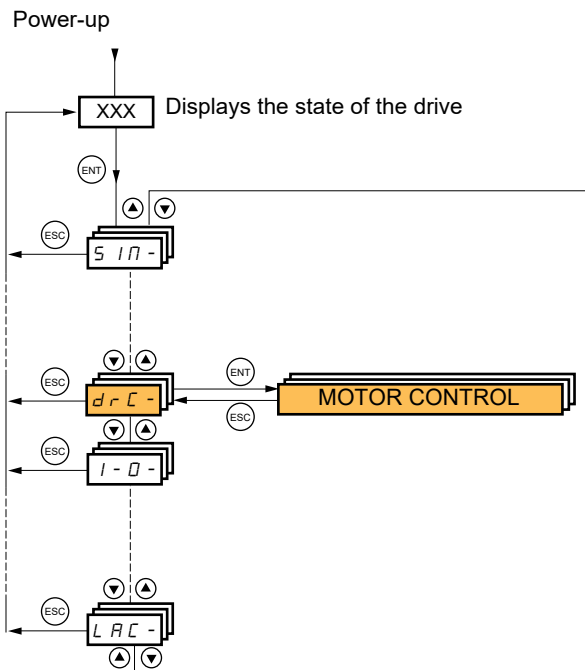 Power-up
XXX Displays the state of the drive
ENT
ESC
SIM-
ESC
drC-
ENT
ESC
MOTOR CONTROL
ESC
I-O-
ESC
LAC-